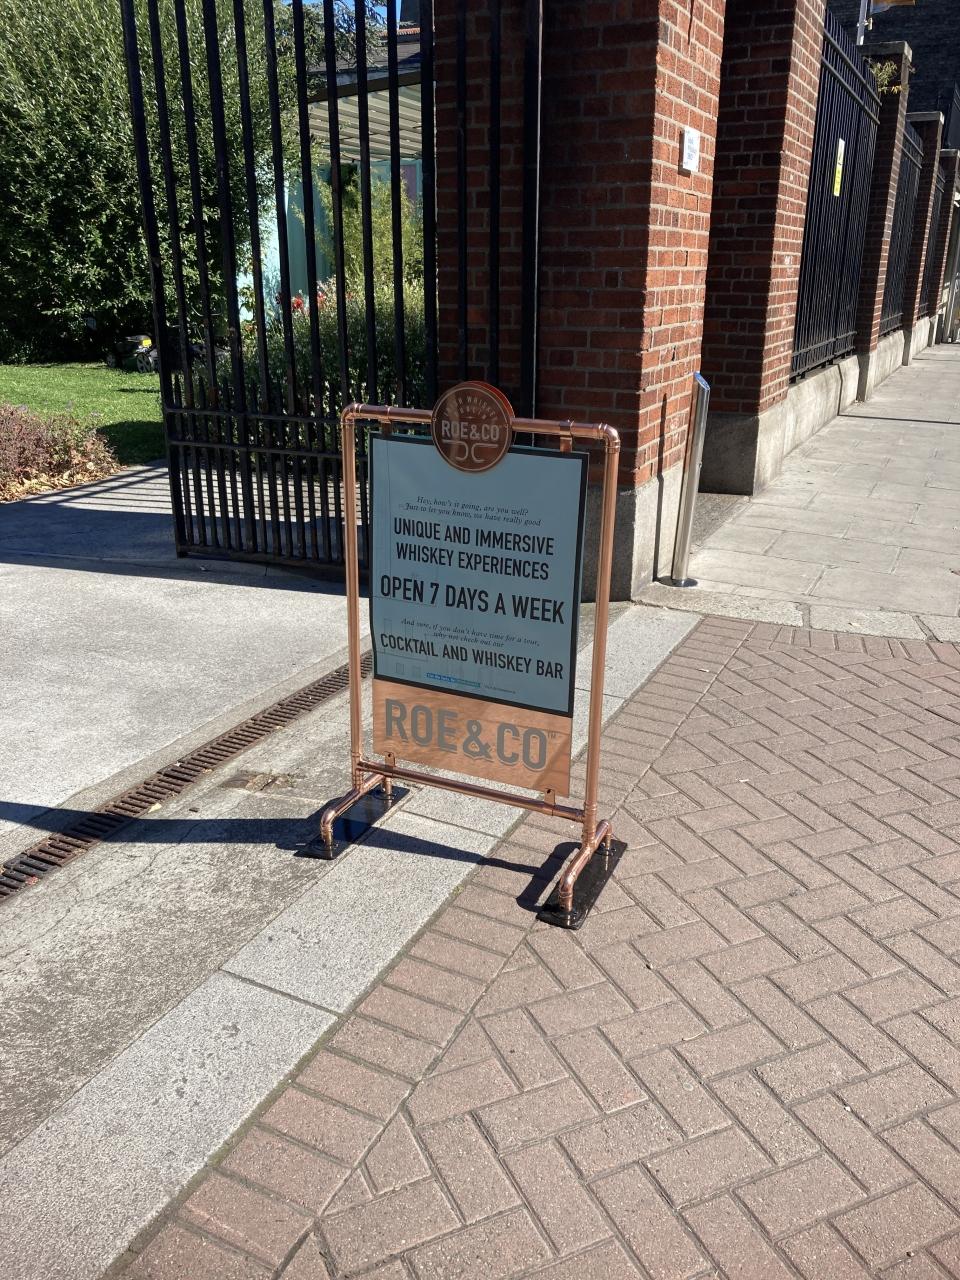 ROE&CO
Hey, how's it going, are you well?
Just to let you know, we have really good
UNIQUE AND IMMERSIVE
WHISKEY EXPERIENCES
OPEN 7 DAYS A WEEK
And sure, if you don't have time for a tour,
why not check out our
COCKTAIL AND WHISKEY BAR
ROE&CO™